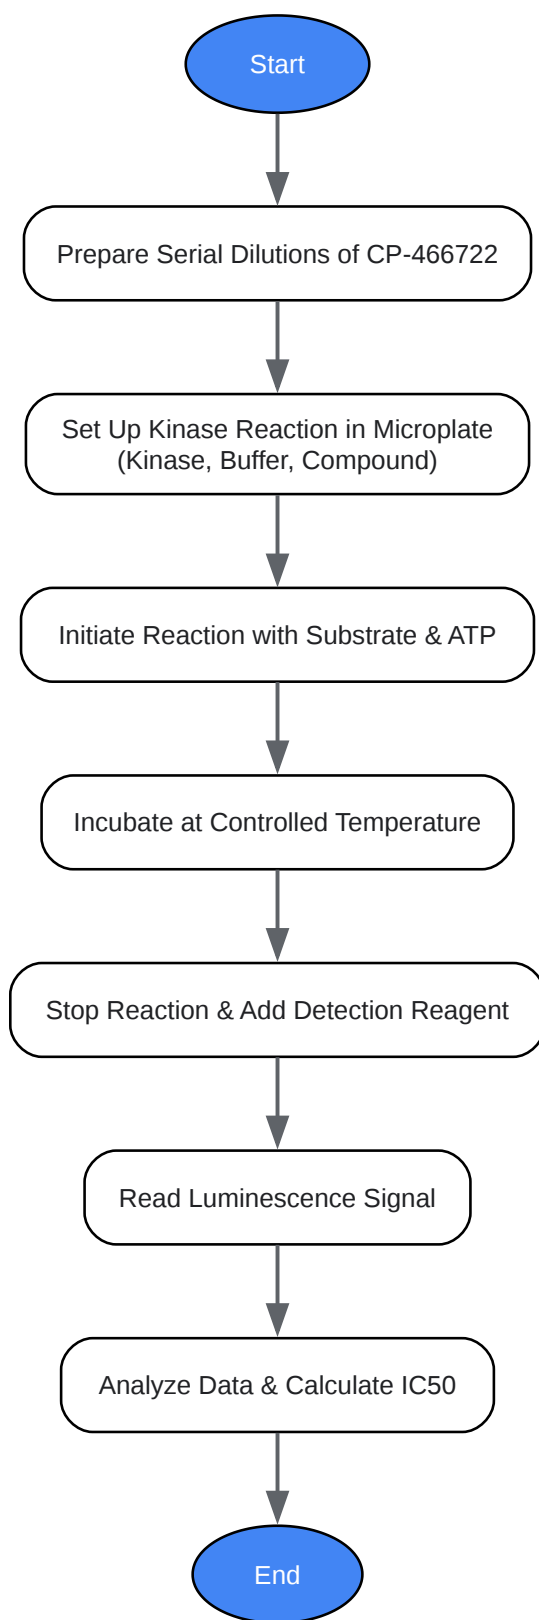 Start
Prepare Serial Dilutions of CP-466722
Set Up Kinase Reaction in Microplate
(Kinase, Buffer, Compound)
Initiate Reaction with Substrate & ATP
Incubate at Controlled Temperature
Stop Reaction & Add Detection Reagent
Read Luminescence Signal
Analyze Data & Calculate IC50
End